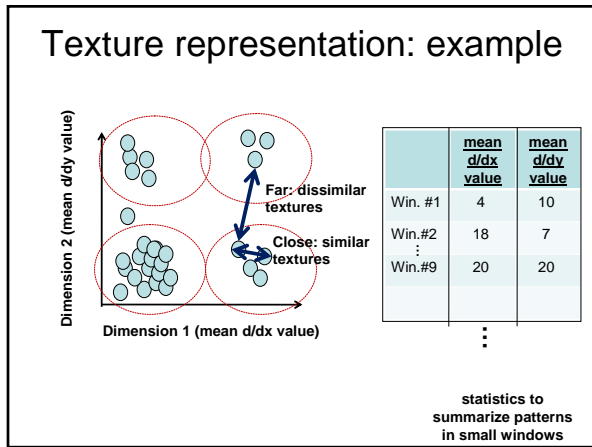 Texture representation: example
Dimension 2 (mean d/dy value)
Far: dissimilar
textures
Close: similar
textures
Dimension 1 (mean d/dx value)
mean d/dx value mean d/dy value
Win. #1 4 10
Win.#2 18 7
⋮
Win.#9 20 20
⋮
statistics to
summarize patterns
in small windows